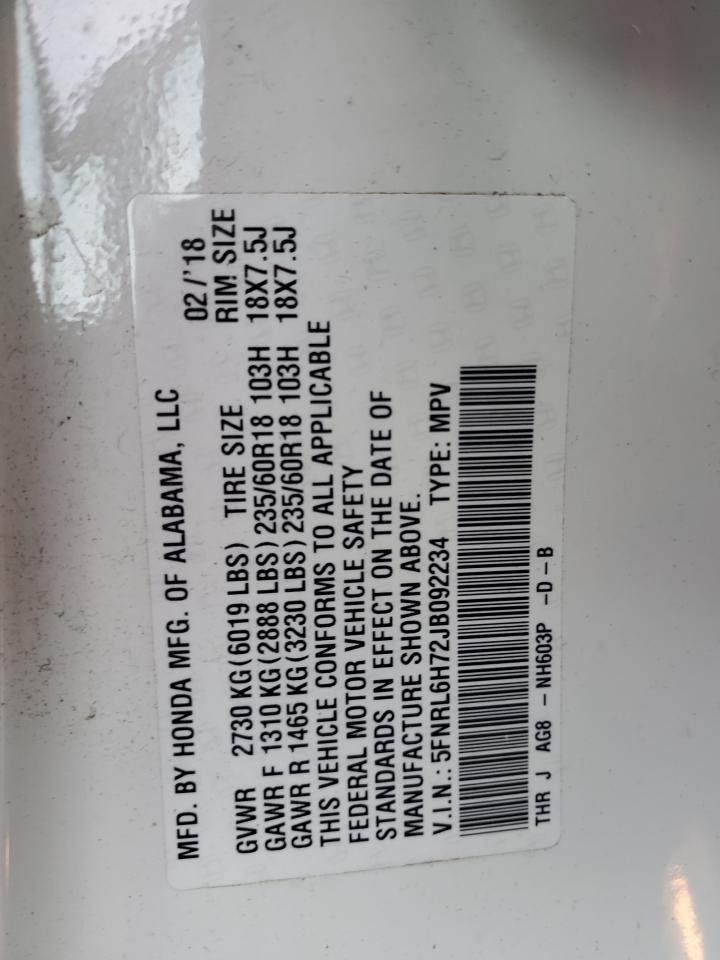 MFD. BY HONDA MFG. OF ALABAMA, LLC 02/'18
GVWR 2730 KG(6019 LBS) TIRE SIZE RIM SIZE
GAWR F 1310 KG(2888 LBS) 235/60R18 103H 18X7.5J
GAWR R 1465 KG(3230 LBS) 235/60R18 103H 18X7.5J
THIS VEHICLE CONFORMS TO ALL APPLICABLE
FEDERAL MOTOR VEHICLE SAFETY
STANDARDS IN EFFECT ON THE DATE OF
MANUFACTURE SHOWN ABOVE.
V.I.N.: 5FNRL6H72JB092234 TYPE: MPV
THR J AG8 - NH603P -D-B